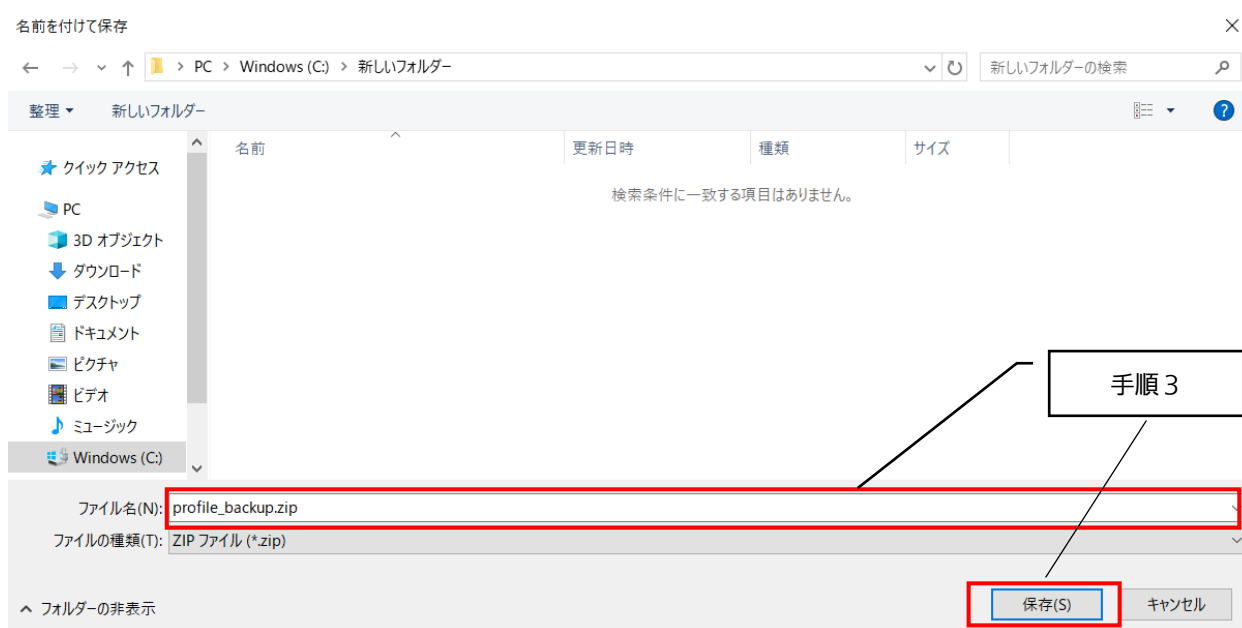 名前を付けて保存
PC > Windows (C:) > 新しいフォルダー
新しいフォルダーの検索
整理 新しいフォルダー
?
名前 更新日時 種類 サイズ
検索条件に一致する項目はありません。
クイック アクセス
PC
3D オブジェクト
ダウンロード
デスクトップ
ドキュメント
ピクチャ
ビデオ
ミュージック
Windows (C:)
手順3
ファイル名(N): profile_backup.zip
ファイルの種類(T): ZIP ファイル (*.zip)
フォルダーの非表示
保存(S) キャンセル